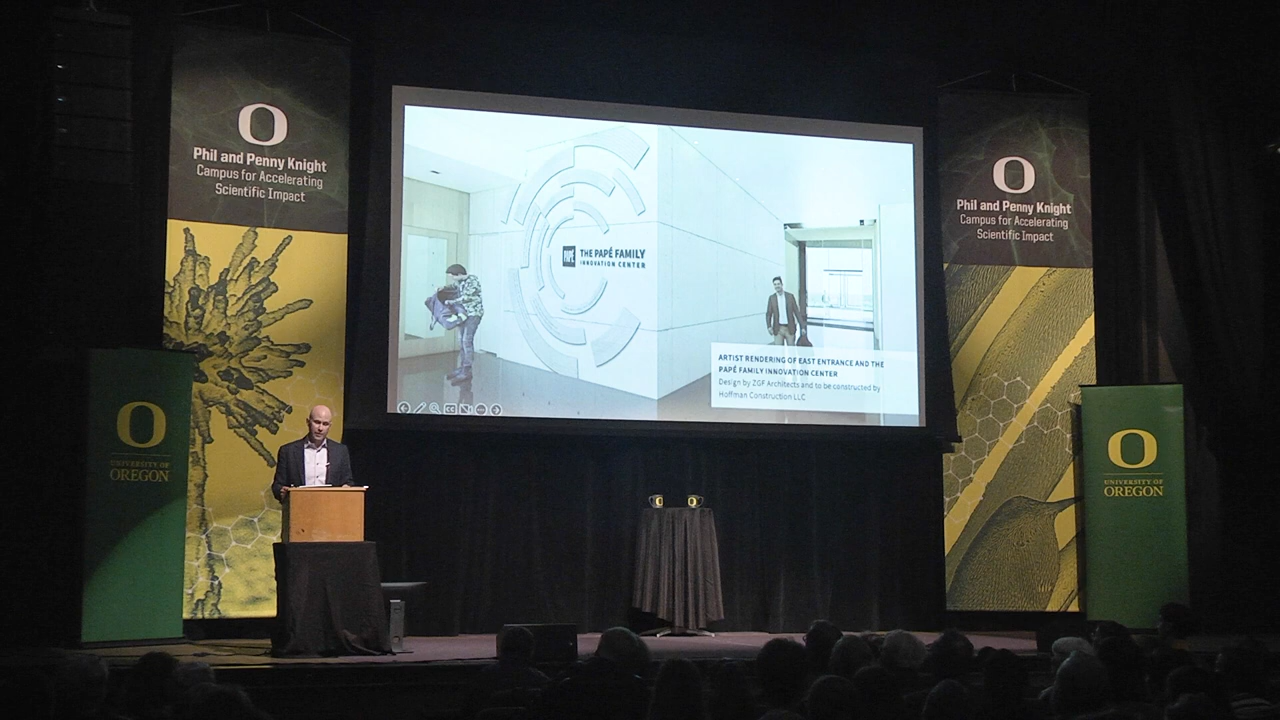 O
Phil and Penny Knight
Campus for Accelerating
Scientific Impact
O
UNIVERSITY OF
OREGON
PAPÉ
THE PAPÉ FAMILY
INNOVATION CENTER
ARTIST RENDERING OF EAST ENTRANCE AND THE
PAPÉ FAMILY INNOVATION CENTER
Design by ZGF Architects and to be constructed by
Hoffman Construction LLC
CC
O
Phil and Penny Knight
Campus for Accelerating
Scientific Impact
O
UNIVERSITY OF
OREGON